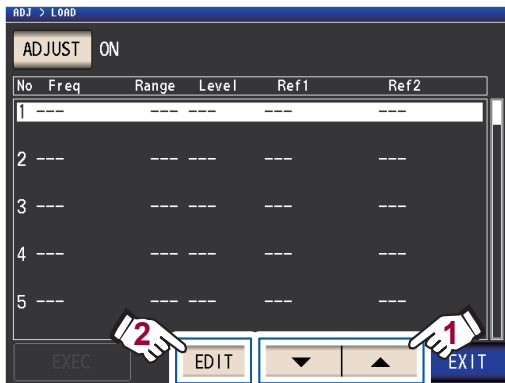 ADJ > LOAD
ADJUST ON
No Freq Range Level Ref1 Ref2
1 --- --- --- --- ---
2 --- --- --- --- ---
3 --- --- --- --- ---
4 --- --- --- --- ---
5 --- --- --- --- ---
2 1
EXEC EDIT ▼ ▲ EXIT